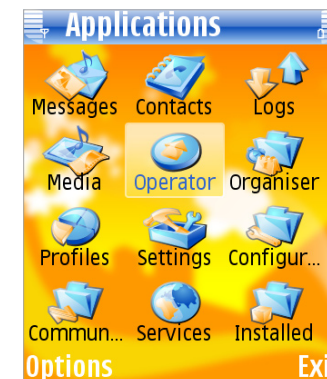 Applications
Messages Contacts Logs
Media Operator Organiser
Profiles Settings Configur...
Commun... Services Installed
Options Exi